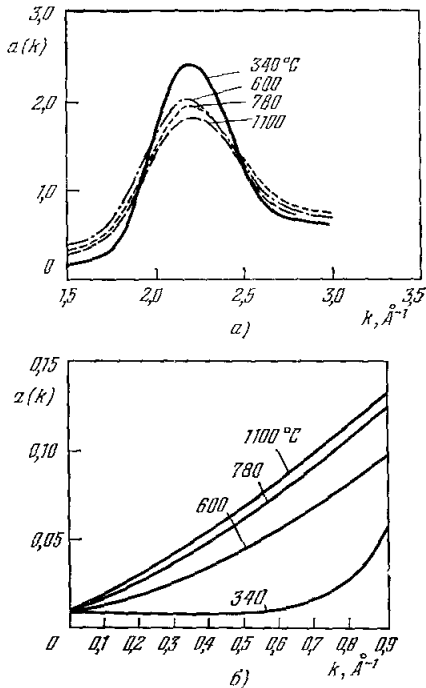 3,0
a(k)
340°C
600
780
1100
2,0
1,0
0
1,5 2,0 2,5 3,0 3,5
а) k, Å⁻¹
0,15
a(k)
1100°C
0,10
780
600
0,05
340
0 0,1 0,2 0,3 0,4 0,5 0,6 0,7 0,8 0,9
k, Å⁻¹
б)